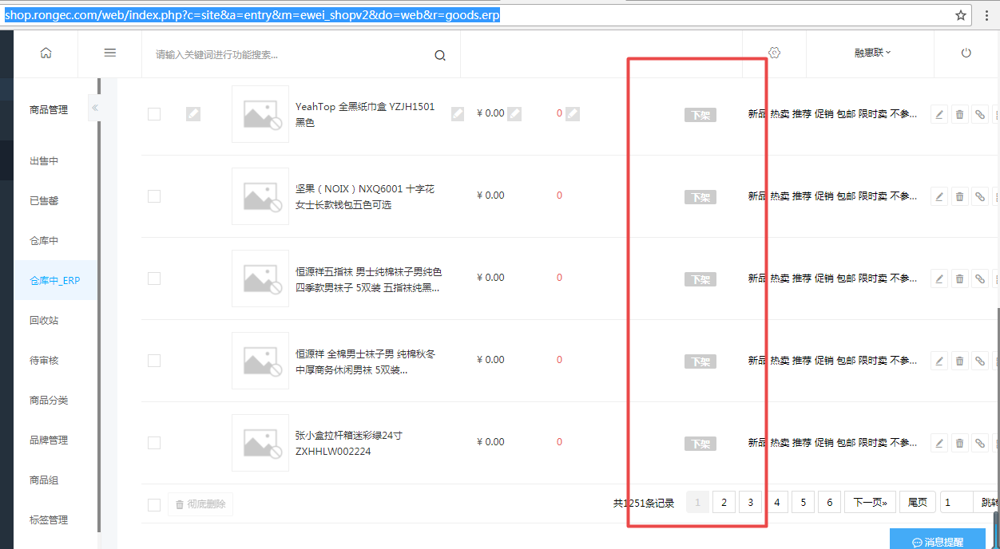 shop.rongec.com/web/index.php?c=site&a=entry&m=ewei_shopv2&do=web&r=goods.erp
请输入关键词进行功能搜索...
融惠联
商品管理
出售中
已售罄
仓库中
仓库中_ERP
回收站
待审核
商品分类
品牌管理
商品组
标签管理
YeahTop 全黑纸巾盒 YZJH1501
黑色
¥ 0.00
0
下架
新品 热卖 推荐 促销 包邮 限时卖 不参...
坚果（NOIX）NXQ6001 十字花
女士长款钱包五色可选
¥ 0.00
0
下架
新品 热卖 推荐 促销 包邮 限时卖 不参...
恒源祥五指袜 男士纯棉袜子男纯色
四季款男袜子 5双装 五指袜纯黑...
¥ 0.00
0
下架
新品 热卖 推荐 促销 包邮 限时卖 不参...
恒源祥 全棉男士袜子男 纯棉秋冬
中厚商务休闲男袜 5双装...
¥ 0.00
0
下架
新品 热卖 推荐 促销 包邮 限时卖 不参...
张小盒拉杆箱迷彩绿24寸
ZXHHLW002224
¥ 0.00
0
下架
新品 热卖 推荐 促销 包邮 限时卖 不参...
彻底删除
共1251条记录
1 2 3 4 5 6 下一页» 尾页 1 跳转
消息提醒